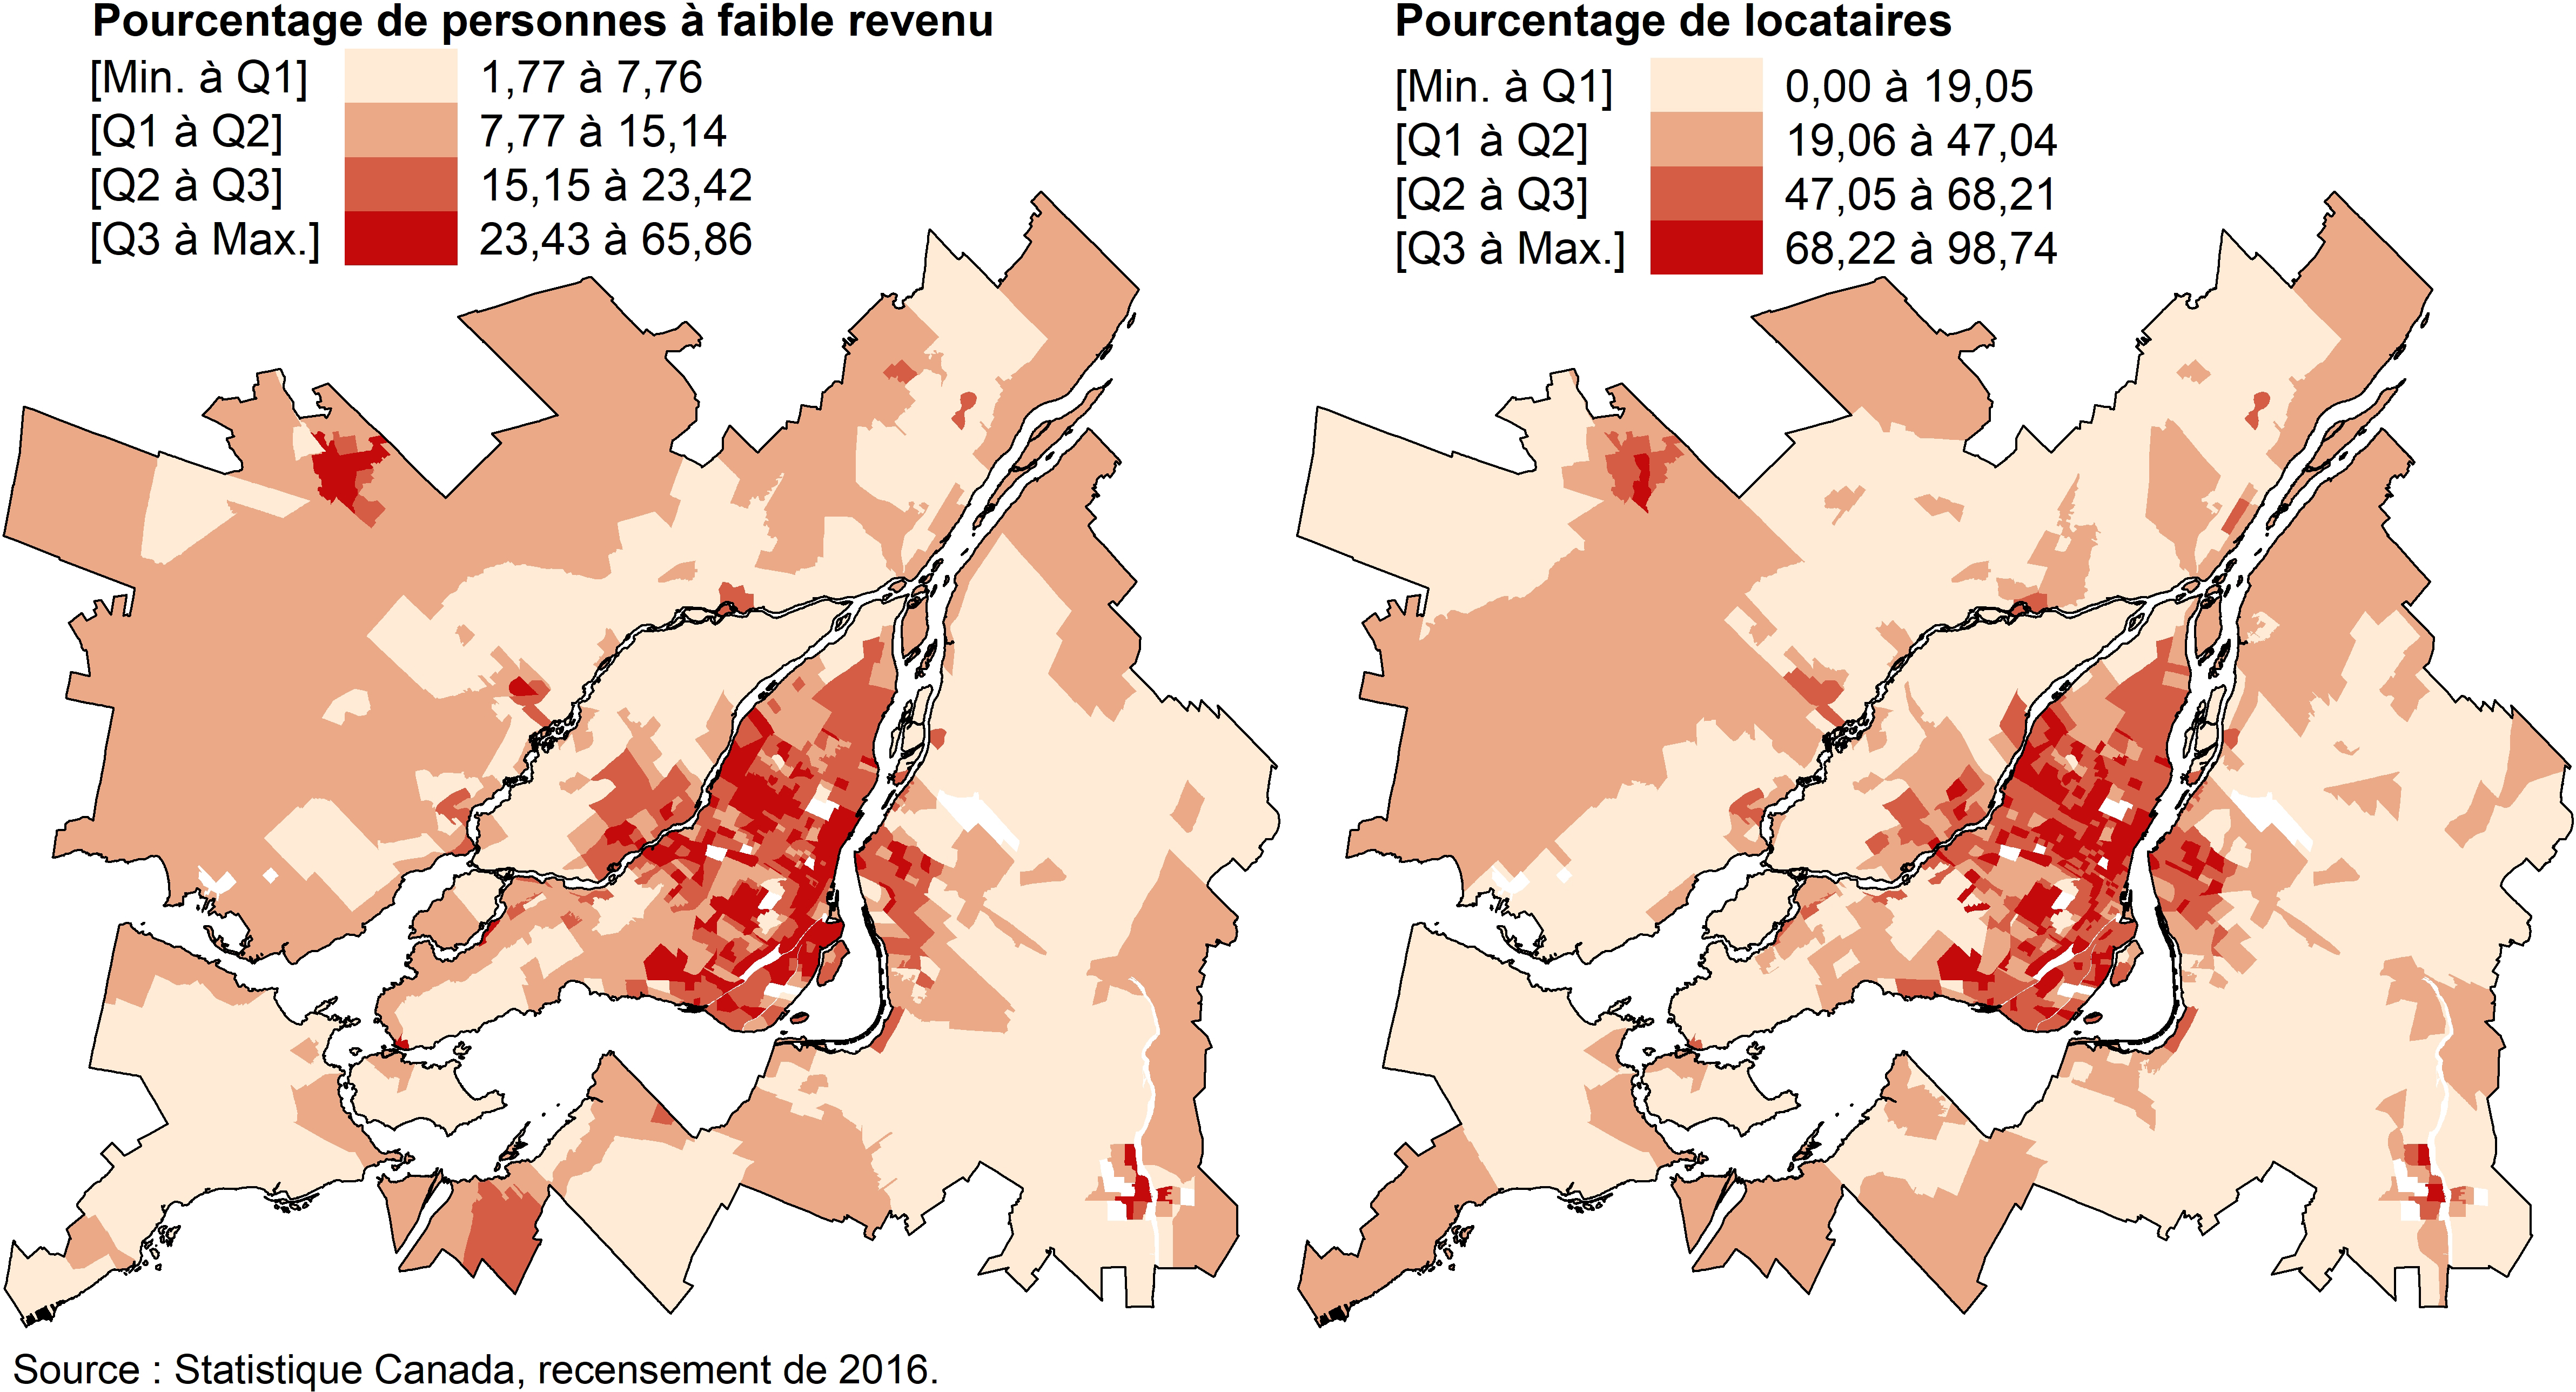 Pourcentage de personnes à faible revenu
[Min. à Q1] 1,77 à 7,76
[Q1 à Q2] 7,77 à 15,14
[Q2 à Q3] 15,15 à 23,42
[Q3 à Max.] 23,43 à 65,86
Pourcentage de locataires
[Min. à Q1] 0,00 à 19,05
[Q1 à Q2] 19,06 à 47,04
[Q2 à Q3] 47,05 à 68,21
[Q3 à Max.] 68,22 à 98,74
Source : Statistique Canada, recensement de 2016.